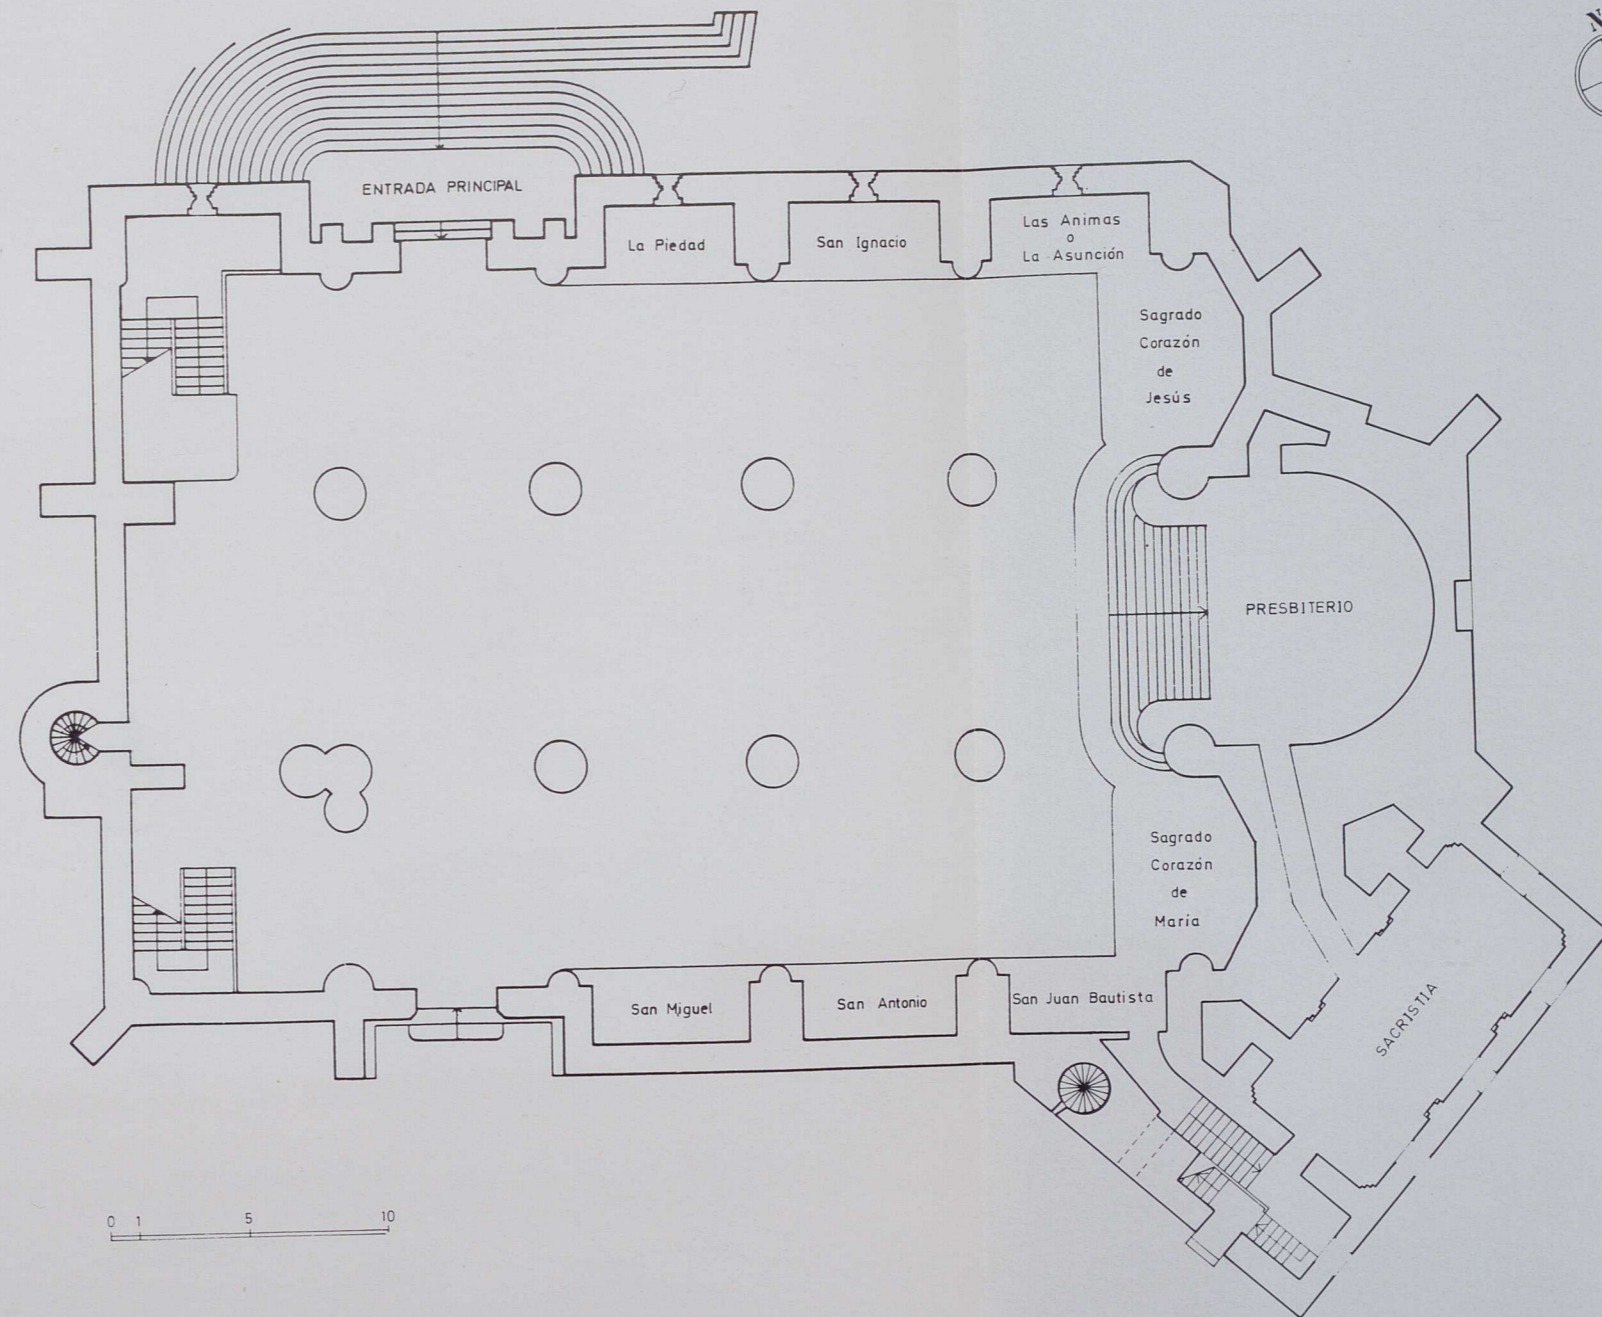 N
ENTRADA PRINCIPAL
La Piedad
San Ignacio
Las Animas
o
La Asunción
Sagrado
Corazón
de
Jesús
PRESBITERIO
Sagrado
Corazón
de
María
San Miguel
San Antonio
San Juan Bautista
SACRISTIA
0 1 5 10